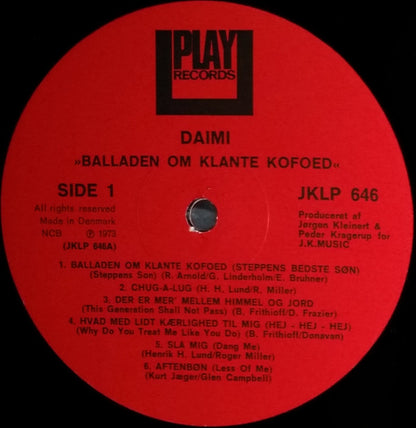 PLAY
RECORDS
DAIMI
»BALLADEN OM KLANTE KOFOED«
SIDE 1
JKLP 646
All rights reserved
Made in Denmark
NCB ℗ 1973
(JKLP 646A)
Produceret af
Jørgen Kleinert &
Peder Kragerup for
J.K.MUSIC
1. BALLADEN OM KLANTE KOFOED (STEPPENS BEDSTE SØN)
(Steppens Son) (R. Arnold/G. Linderholm/E. Bruhner)
2. CHUG-A-LUG (H. H. Lund/R. Miller)
3. DER ER MER' MELLEM HIMMEL OG JORD
(This Generation Shall Not Pass) (B. Frithioff/D. Frazier)
4. HVAD MED LIDT KÆRLIGHED TIL MIG (HEJ - HEJ - HEJ)
(Why Do You Treat Me Like You Do) (B. Frithioff/Donavan)
5. SLA MIG (Dang Me)
(Henrik H. Lund/Roger Miller)
6. AFTENBØN (Less Of Me)
(Kurt Jæger/Glen Campbell)